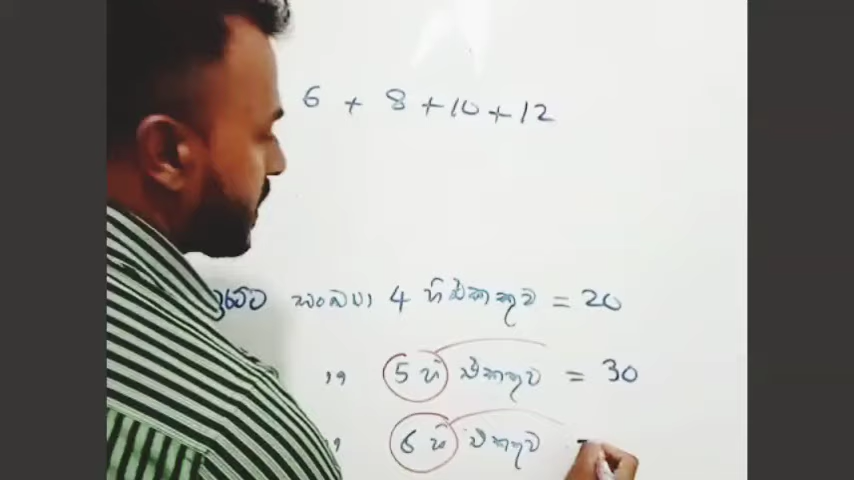 6 + 8 + 10 + 12
සංඛ්‍යා 4 හි එකතුව = 20
,, 5 හි එකතුව = 30
,, 6 හි එකතුව =